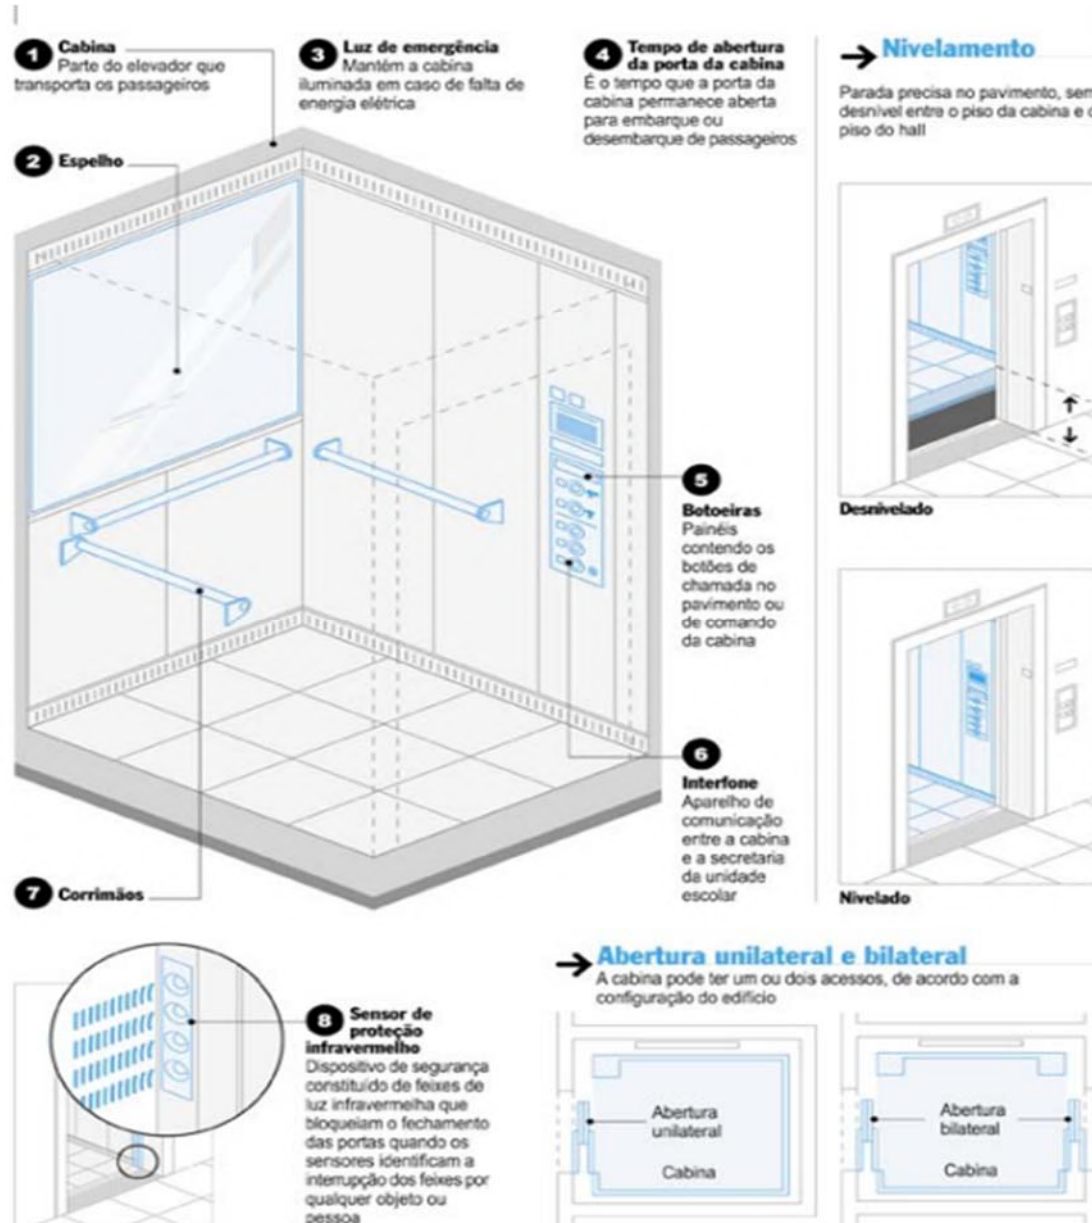 1 Cabina
Parte do elevador que
transporta os passageiros
2 Espelho
3 Luz de emergência
Mantém a cabina
iluminada em caso de falta de
energia elétrica
4 Tempo de abertura
da porta da cabina
É o tempo que a porta da
cabina permanece aberta
para embarque ou
desembarque de passageiros
5
Botoeiras
Painéis
contendo os
botões de
chamada no
pavimento ou
de comando
da cabina
6
Interfone
Aparelho de
comunicação
entre a cabina
e a secretaria
da unidade
escolar
7 Corrimãos
→ Nivelamento
Parada precisa no pavimento, sem
desnível entre o piso da cabina e o
piso do hall
Desnivelado
Nivelado
8 Sensor de
proteção
infravermelho
Dispositivo de segurança
constituído de feixes de
luz infravermelha que
bloqueiam o fechamento
das portas quando os
sensores identificam a
interrupção dos feixes por
qualquer objeto ou
pessoa
→ Abertura unilateral e bilateral
A cabina pode ter um ou dois acessos, de acordo com a
configuração do edifício
Abertura
unilateral
Cabina
Abertura
bilateral
Cabina